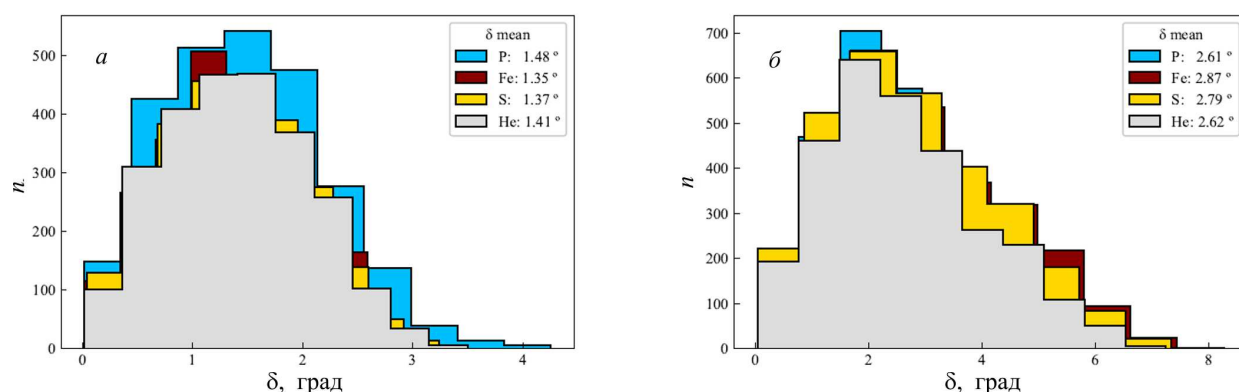 а
δ mean
P: 1.48 º
Fe: 1.35 º
S: 1.37 º
He: 1.41 º
n
500
400
300
200
100
0
0 1 2 3 4
δ, град
б
δ mean
P: 2.61 º
Fe: 2.87 º
S: 2.79 º
He: 2.62 º
n
700
600
500
400
300
200
100
0
0 2 4 6 8
δ, град